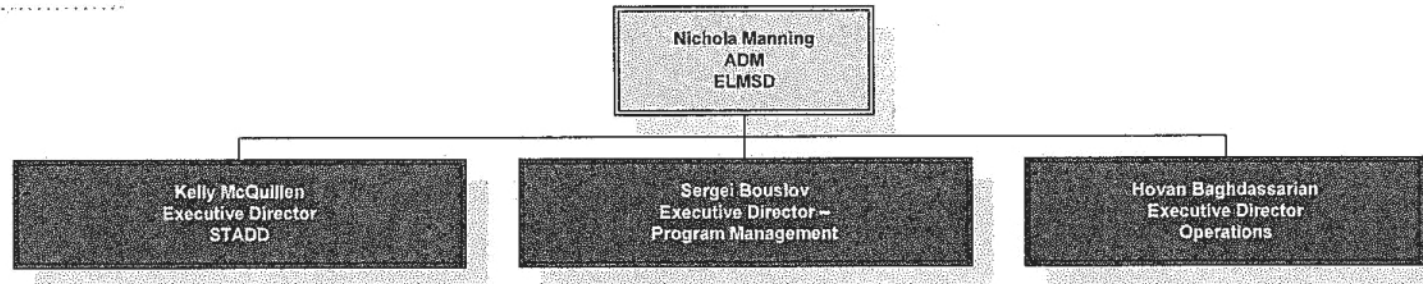 Nichola Manning
ADM
ELMSD
Kelly McQuillen
Executive Director
STADD
Sergei Bouslov
Executive Director –
Program Management
Hovan Baghdassarian
Executive Director
Operations